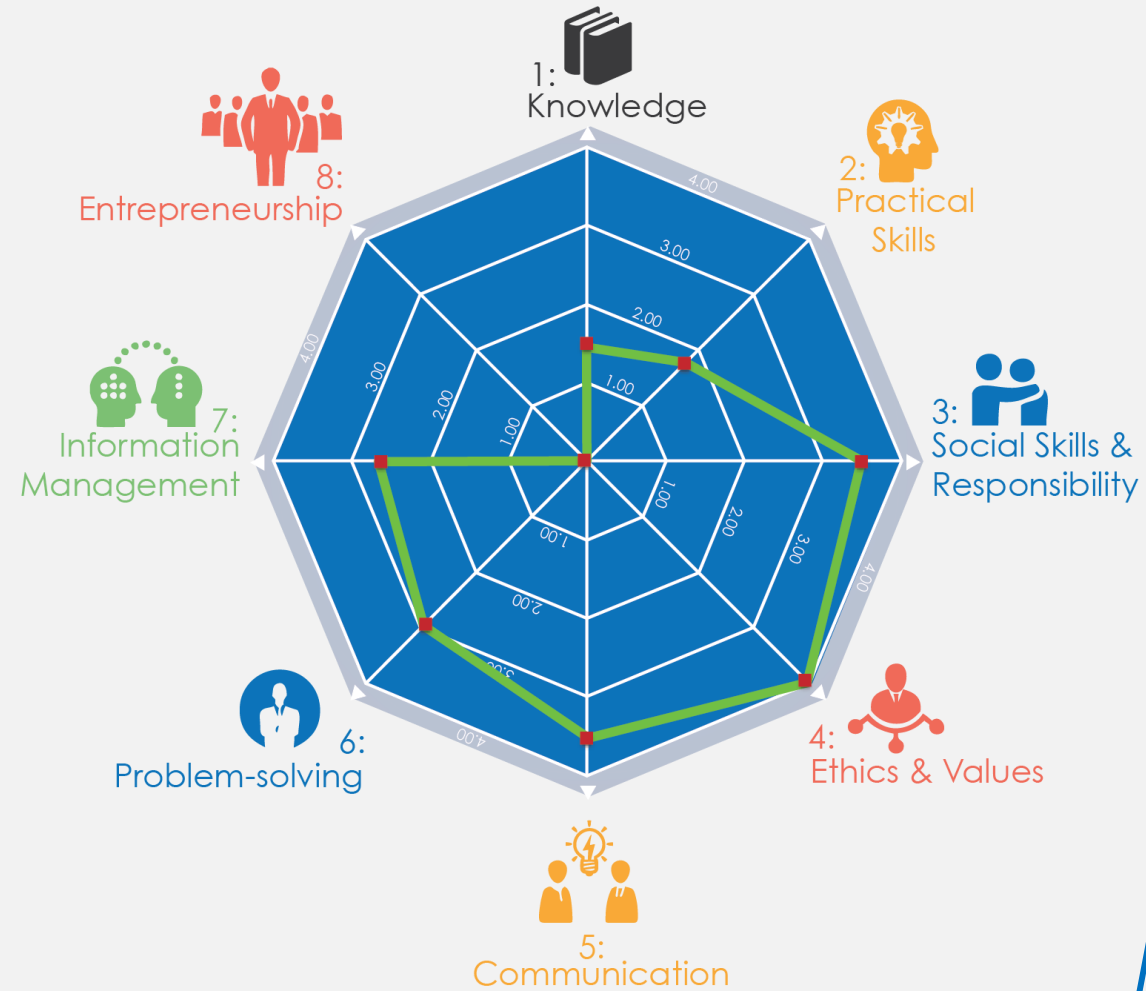 1:
Knowledge
2:
Practical
Skills
3:
Social Skills &
Responsibility
4:
Ethics & Values
5:
Communication
6:
Problem-solving
7:
Information
Management
8:
Entrepreneurship
4.00
3.00
2.00
1.00
1.00
2.00
3.00
4.00
1.00
2.00
3.00
4.00
1.00
2.00
3.00
4.00